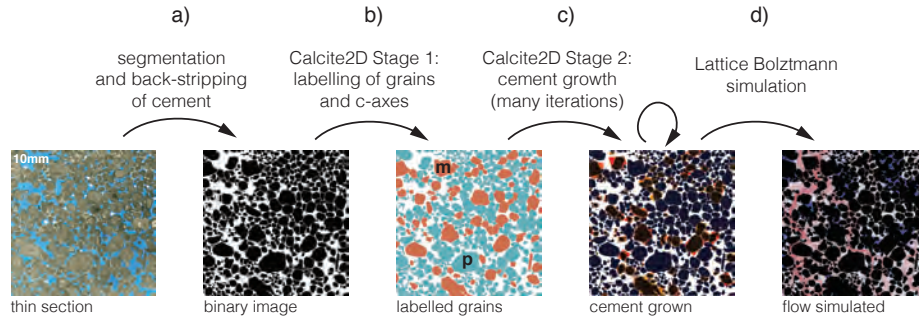 a)
b)
c)
d)
segmentation
and back-stripping
of cement
Calcite2D Stage 1:
labelling of grains
and c-axes
Calcite2D Stage 2:
cement growth
(many iterations)
Lattice Bolztmann
simulation
10mm
m
p
thin section
binary image
labelled grains
cement grown
flow simulated